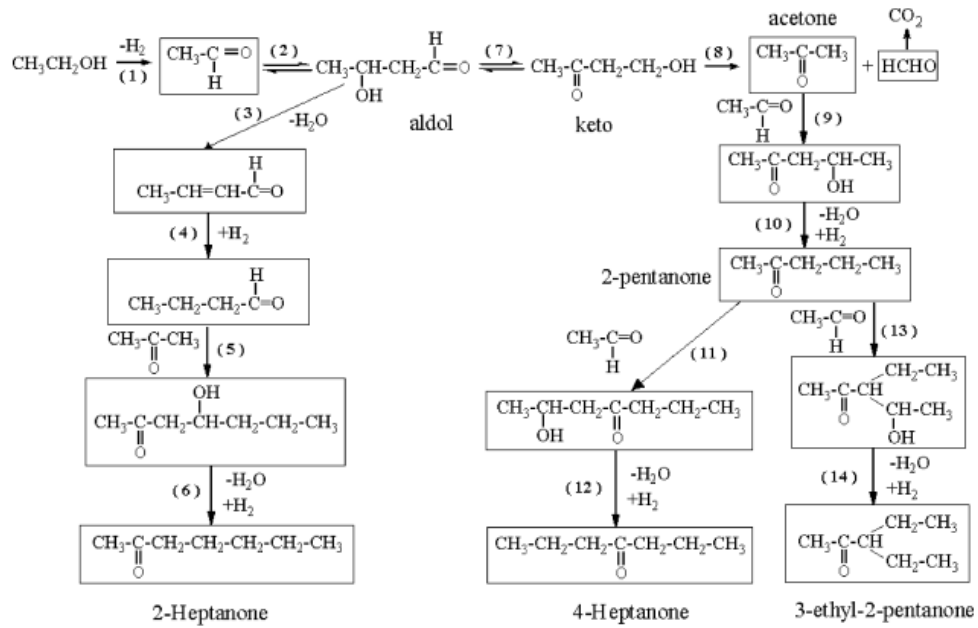 acetone
CO2
CH3CH2OH
-H2
(1)
CH3-C=O
H
(2)
H
CH3-CH-CH2-C=O
OH
aldol
(7)
CH3-C-CH2-CH2-OH
O
keto
(8)
CH3-C-CH3
O
+
HCHO
(3)
-H2O
CH3-C=O
H
(9)
H
CH3-CH=CH-C=O
CH3-C-CH2-CH-CH3
O
OH
(4)
+H2
(10)
-H2O
+H2
H
CH3-CH2-CH2-C=O
2-pentanone
CH3-C-CH2-CH2-CH3
O
CH3-C-CH3
O
(5)
CH3-C=O
H
(11)
CH3-C=O
H
(13)
OH
CH3-C-CH2-CH-CH2-CH2-CH3
O
CH3-CH-CH2-C-CH2-CH2-CH3
OH
O
CH2-CH3
CH3-C-CH
O
CH-CH3
OH
(6)
-H2O
+H2
(12)
-H2O
+H2
(14)
-H2O
+H2
CH3-C-CH2-CH2-CH2-CH2-CH3
O
CH3-CH2-CH2-C-CH2-CH2-CH3
O
CH2-CH3
CH3-C-CH
O
CH2-CH3
2-Heptanone
4-Heptanone
3-ethyl-2-pentanone